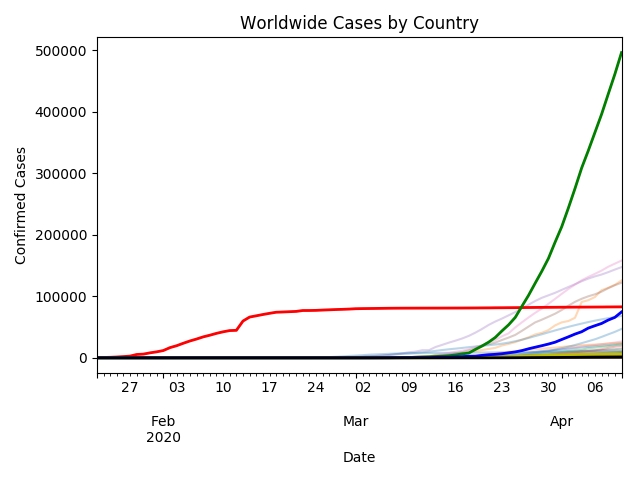 Worldwide Cases by Country
500000
400000
300000
200000
100000
0
Confirmed Cases
27 03 10 17 24 02 09 16 23 30 06
Feb Mar Apr
2020
Date